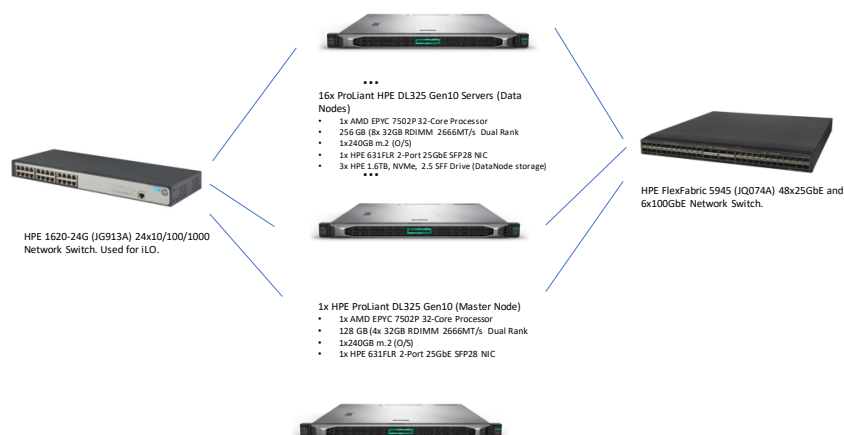 ...
16x ProLiant HPE DL325 Gen10 Servers (Data
Nodes)
• 1x AMD EPYC 7502P 32-Core Processor
• 256 GB (8x 32GB RDIMM 2666MT/s Dual Rank
• 1x240GB m.2 (O/S)
• 1x HPE 631FLR 2-Port 25GbE SFP28 NIC
• 3x HPE 1.6TB, NVMe, 2.5 SFF Drive (DataNode storage)
...
HPE FlexFabric 5945 (JQ074A) 48x25GbE and
6x100GbE Network Switch.
HPE 1620-24G (JG913A) 24x10/100/1000
Network Switch. Used for iLO.
1x HPE ProLiant DL325 Gen10 (Master Node)
• 1x AMD EPYC 7502P 32-Core Processor
• 128 GB (4x 32GB RDIMM 2666MT/s Dual Rank
• 1x240GB m.2 (O/S)
• 1x HPE 631FLR 2-Port 25GbE SFP28 NIC